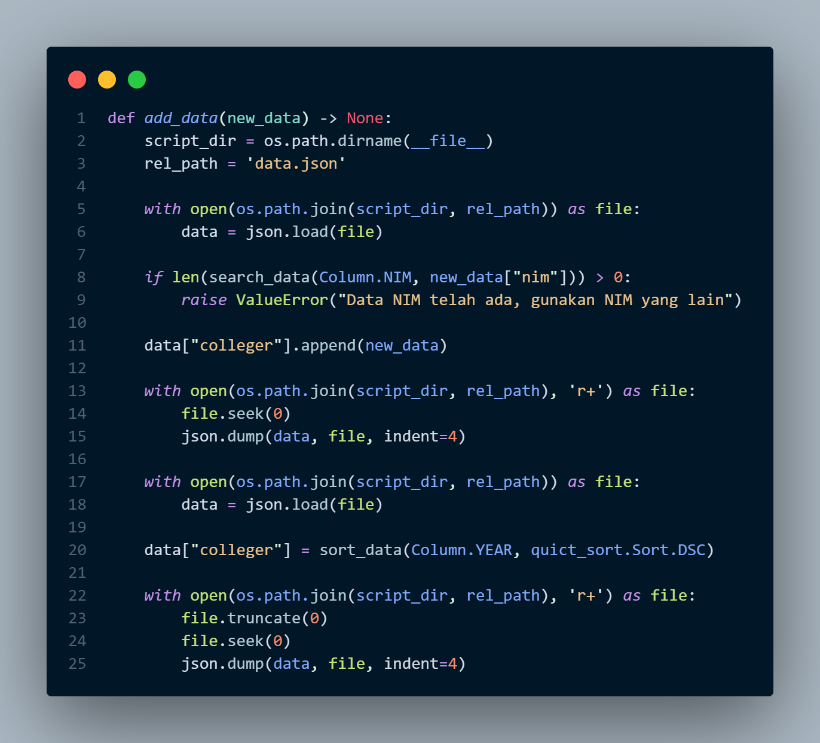 1 def add_data(new_data) -> None:
2     script_dir = os.path.dirname(__file__)
3     rel_path = 'data.json'
4
5     with open(os.path.join(script_dir, rel_path)) as file:
6         data = json.load(file)
7
8     if len(search_data(Column.NIM, new_data["nim"])) > 0:
9         raise ValueError("Data NIM telah ada, gunakan NIM yang lain")
10
11     data["colleger"].append(new_data)
12
13     with open(os.path.join(script_dir, rel_path), 'r+') as file:
14         file.seek(0)
15         json.dump(data, file, indent=4)
16
17     with open(os.path.join(script_dir, rel_path)) as file:
18         data = json.load(file)
19
20     data["colleger"] = sort_data(Column.YEAR, quict_sort.Sort.DSC)
21
22     with open(os.path.join(script_dir, rel_path), 'r+') as file:
23         file.truncate(0)
24         file.seek(0)
25         json.dump(data, file, indent=4)